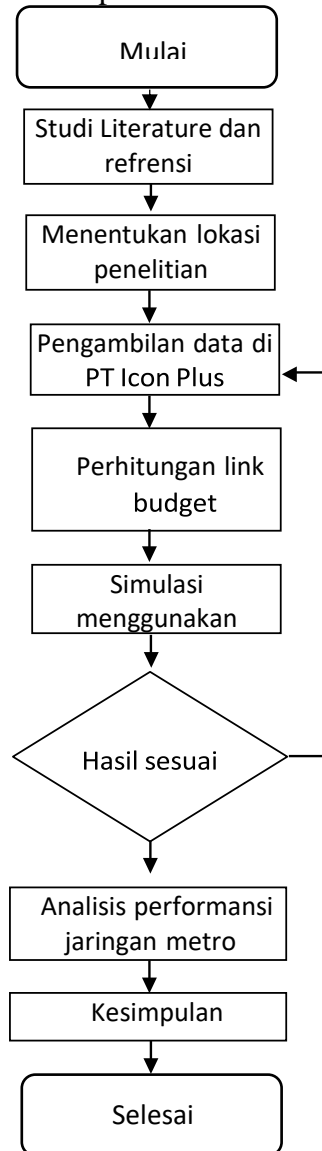 Mulai
Studi Literature dan
refrensi
Menentukan lokasi
penelitian
Pengambilan data di
PT Icon Plus
Perhitungan link
budget
Simulasi
menggunakan
Hasil sesuai
Analisis performansi
jaringan metro
Kesimpulan
Selesai